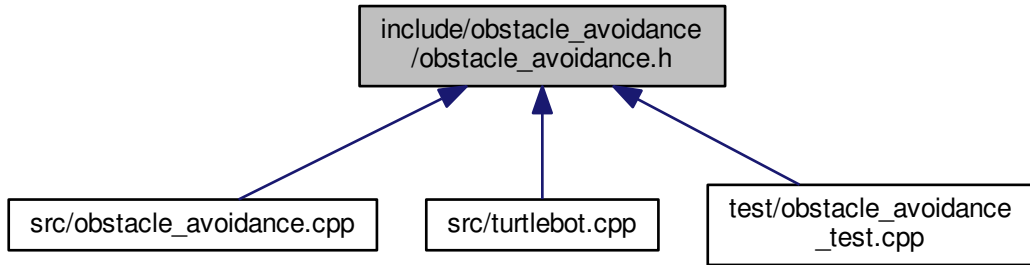 include/obstacle_avoidance
/obstacle_avoidance.h
src/obstacle_avoidance.cpp
src/turtlebot.cpp
test/obstacle_avoidance
_test.cpp